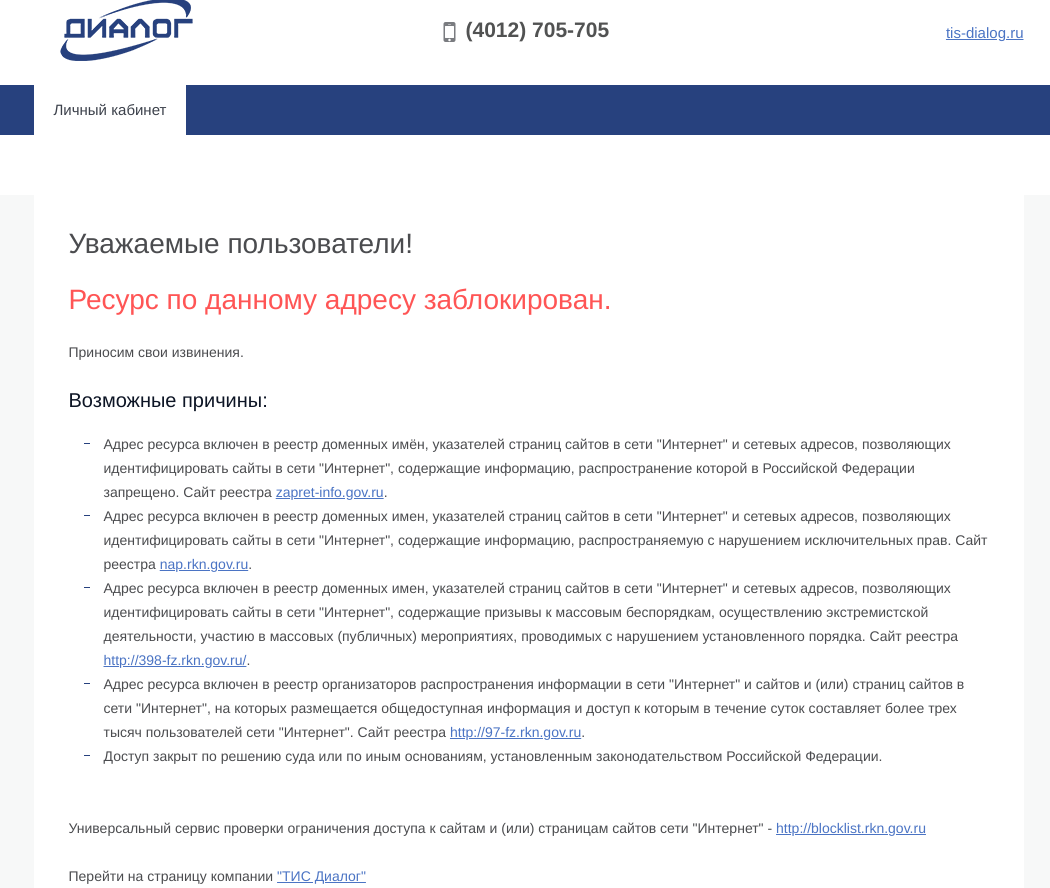 ДИАЛОГ
(4012) 705-705
tis-dialog.ru
Личный кабинет
Уважаемые пользователи!
Ресурс по данному адресу заблокирован.
Приносим свои извинения.
Возможные причины:
Адрес ресурса включен в реестр доменных имён, указателей страниц сайтов в сети "Интернет" и сетевых адресов, позволяющих
идентифицировать сайты в сети "Интернет", содержащие информацию, распространение которой в Российской Федерации
запрещено. Сайт реестра zapret-info.gov.ru.
Адрес ресурса включен в реестр доменных имен, указателей страниц сайтов в сети "Интернет" и сетевых адресов, позволяющих
идентифицировать сайты в сети "Интернет", содержащие информацию, распространяемую с нарушением исключительных прав. Сайт
реестра nap.rkn.gov.ru.
Адрес ресурса включен в реестр доменных имен, указателей страниц сайтов в сети "Интернет" и сетевых адресов, позволяющих
идентифицировать сайты в сети "Интернет", содержащие призывы к массовым беспорядкам, осуществлению экстремистской
деятельности, участию в массовых (публичных) мероприятиях, проводимых с нарушением установленного порядка. Сайт реестра
http://398-fz.rkn.gov.ru/.
Адрес ресурса включен в реестр организаторов распространения информации в сети "Интернет" и сайтов и (или) страниц сайтов в
сети "Интернет", на которых размещается общедоступная информация и доступ к которым в течение суток составляет более трех
тысяч пользователей сети "Интернет". Сайт реестра http://97-fz.rkn.gov.ru.
Доступ закрыт по решению суда или по иным основаниям, установленным законодательством Российской Федерации.
Универсальный сервис проверки ограничения доступа к сайтам и (или) страницам сайтов сети "Интернет" - http://blocklist.rkn.gov.ru
Перейти на страницу компании "ТИС Диалог"